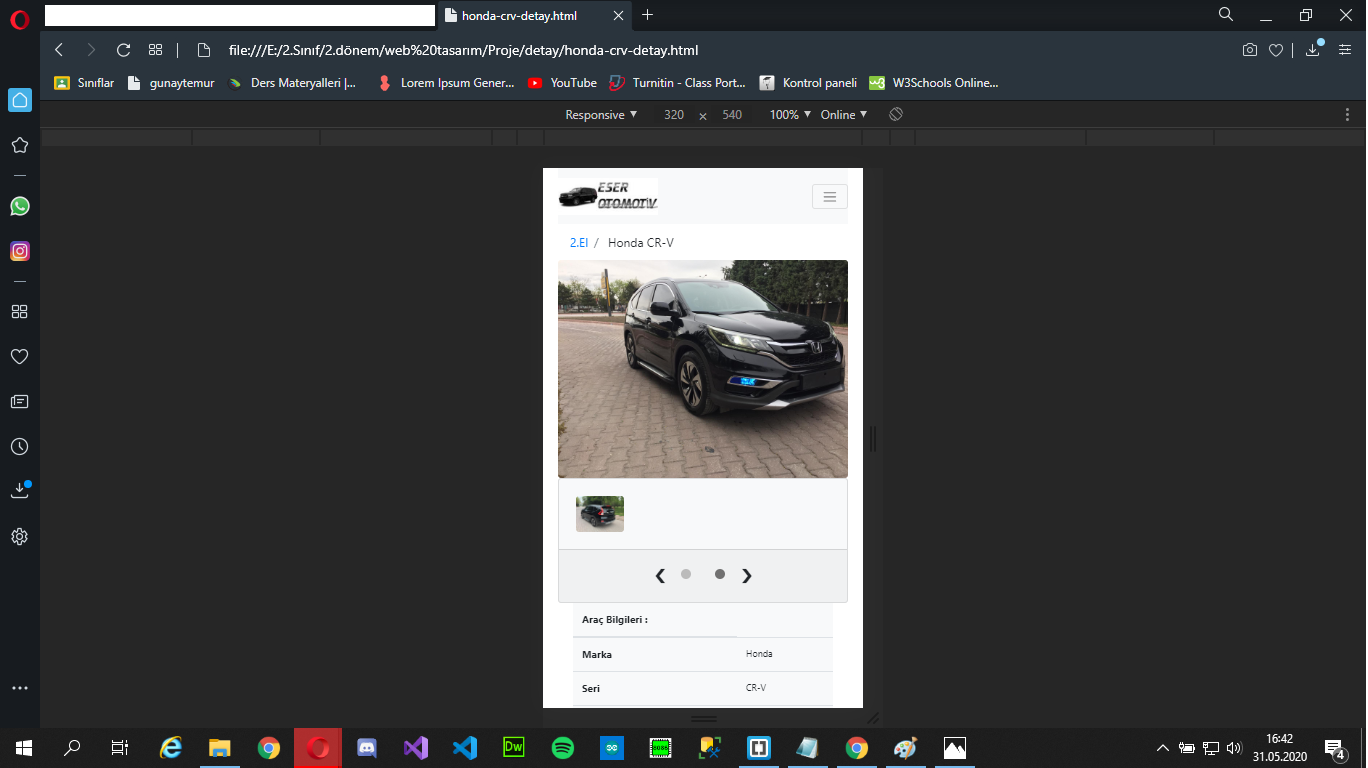 honda-crv-detay.html
file:///E:/2.Sınıf/2.dönem/web%20tasarım/Proje/detay/honda-crv-detay.html
Sınıflar gunaytemur Ders Materyalleri |... Lorem Ipsum Gener... YouTube Turnitin - Class Port... Kontrol paneli W3Schools Online...
Responsive 320 × 540 100% Online
ESER
OTOMOTİV
2.El / Honda CR-V
Araç Bilgileri :
Marka Honda
Seri CR-V
Dw
16:42
31.05.2020
4